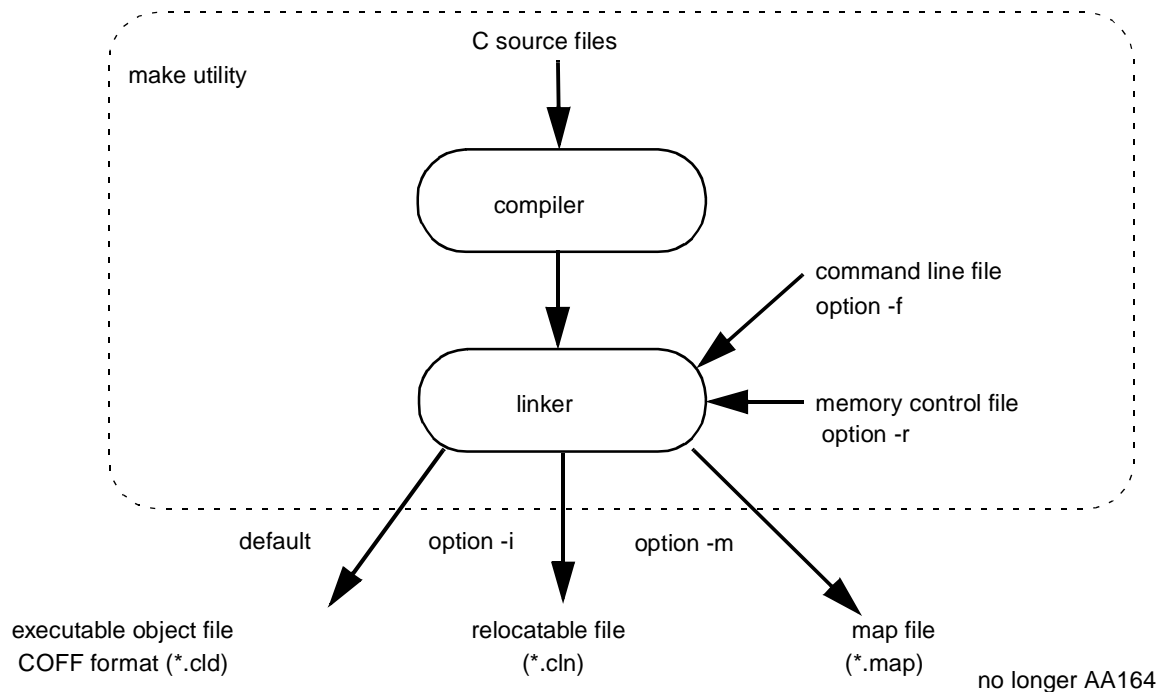 C source files
make utility
compiler
command line file
option -f
linker
memory control file
option -r
default
option -i
option -m
executable object file
COFF format (*.cld)
relocatable file
(*.cln)
map file
(*.map)
no longer AA164